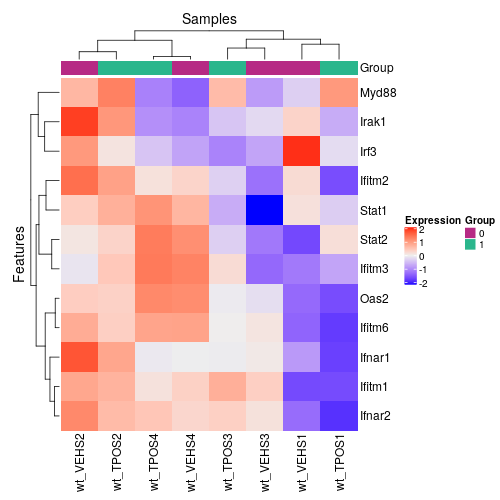 Samples
Group
Myd88
Irak1
Irf3
Ifitm2
Stat1
Stat2
Ifitm3
Oas2
Ifitm6
Ifnar1
Ifitm1
Ifnar2
Features
wt_VEHS2
wt_TPOS2
wt_TPOS4
wt_VEHS4
wt_TPOS3
wt_VEHS3
wt_VEHS1
wt_TPOS1
Expression
2
1
0
-1
-2
Group
0
1